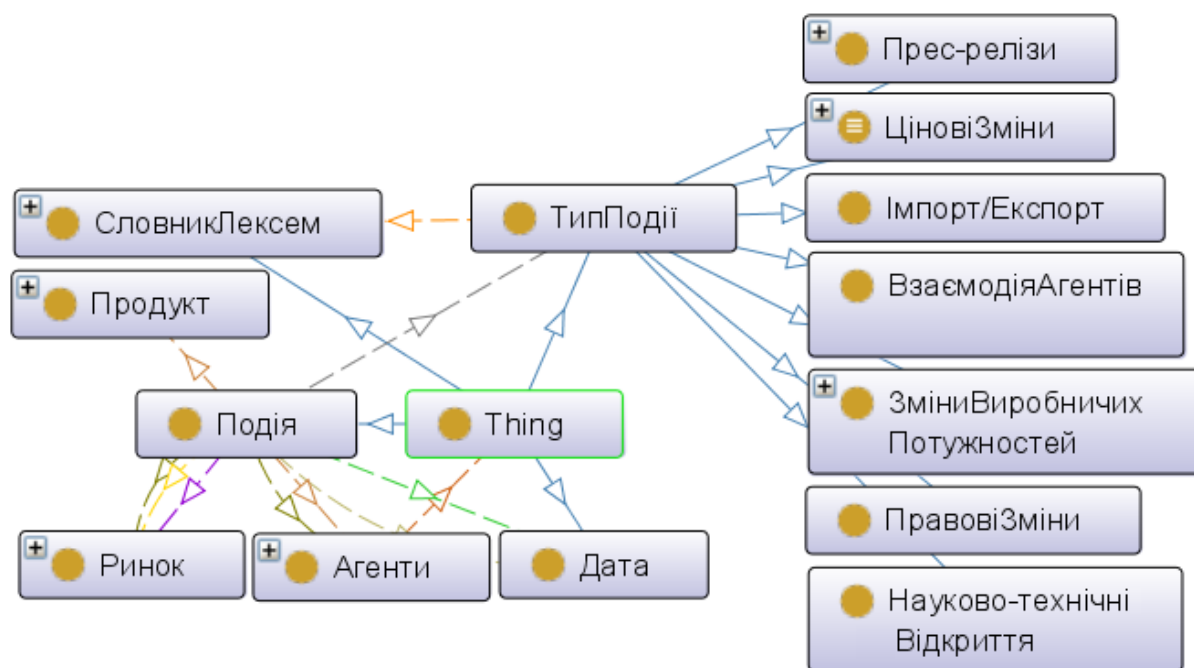 Прес-релізи
ЦіновіЗміни
ТипПодії
СловникЛексем
Імпорт/Експорт
ВзаємодіяАгентів
Продукт
Подія
Thing
ЗміниВиробничих
Потужностей
ПравовіЗміни
Ринок
Агенти
Дата
Науково-технічні
Відкриття